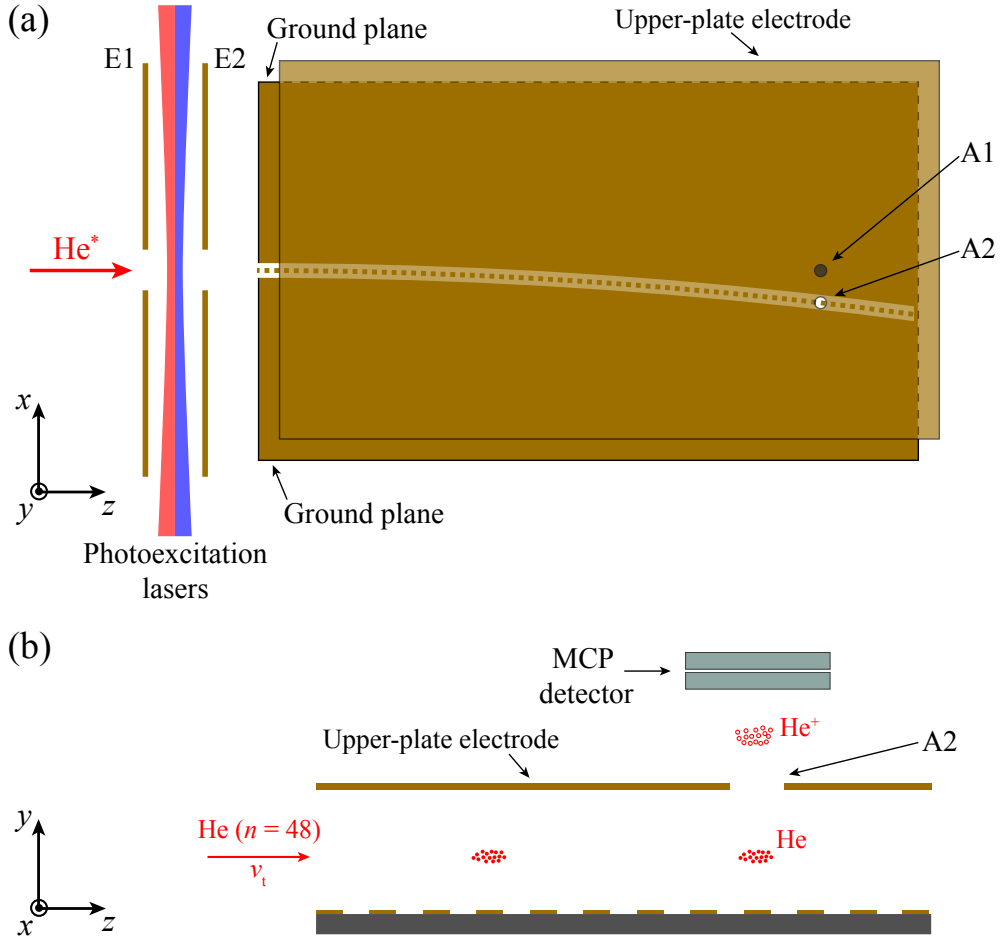 (a)
Ground plane
Upper-plate electrode
E1
E2
A1
He*
A2
x
y
z
Ground plane
Photoexcitation
lasers
(b)
MCP
detector
He⁺
Upper-plate electrode
A2
y
He (n = 48)
He
vₜ
x
z